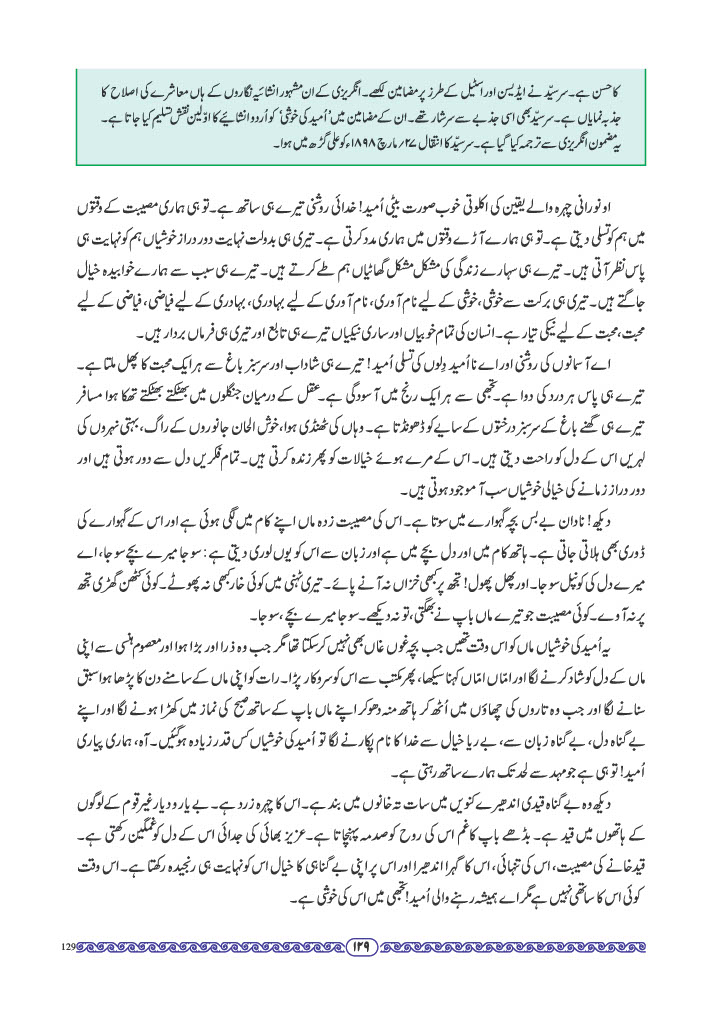 کا حسن ہے۔ سرسیّد نے ایڈیسن اور اسٹیل کے طرز پر مضامین لکھے۔ انگریزی کے ان مشہور انشائیہ نگاروں کے ہاں معاشرے کی اصلاح کا
جذبہ نمایاں ہے۔ سرسیّد بھی اسی جذبے سے سرشار تھے۔ ان کے مضامین میں ’اُمید کی خوشی‘ کو اُردو انشائیے کا اوّلین نقش تسلیم کیا جاتا ہے۔
یہ مضمون انگریزی سے ترجمہ کیا گیا ہے۔ سرسیّد کا انتقال ۲۷؍ مارچ ۱۸۹۸ء کو علی گڑھ میں ہوا۔
او نورانی چہرہ والے یقین کی اکلوتی خوب صورت بیٹی اُمید! خدائی روشنی تیرے ہی ساتھ ہے۔ تو ہی ہماری مصیبت کے وقتوں
میں ہم کو تسلی دیتی ہے۔ تو ہی ہمارے آڑے وقتوں میں ہماری مدد کرتی ہے۔ تیری ہی بدولت نہایت دور دراز خوشیاں ہم کو نہایت ہی
پاس نظر آتی ہیں۔ تیرے ہی سہارے زندگی کی مشکل مشکل گھاٹیاں ہم طے کرتے ہیں۔ تیرے ہی سبب سے ہمارے خوابیدہ خیال
جاگتے ہیں۔ تیری ہی برکت سے خوشی، خوشی کے لیے نام آوری، نام آوری کے لیے بہادری، بہادری کے لیے فیاضی، فیاضی کے لیے
محبت، محبت کے لیے نیکی تیار ہے۔ انسان کی تمام خوبیاں اور ساری نیکیاں تیرے ہی تابع اور تیری ہی فرماں بردار ہیں۔
اے آسمانوں کی روشنی اور اے نا اُمید دِلوں کی تسلی اُمید! تیرے ہی شاداب اور سرسبز باغ سے ہر ایک محبت کا پھل ملتا ہے۔
تیرے ہی پاس ہر درد کی دوا ہے۔ تجھی سے ہر ایک رنج میں آسودگی ہے۔ عقل کے درمیان جنگلوں میں بھٹکتے بھٹکتے تھکا ہوا مسافر
تیرے ہی گھنے باغ کے سرسبز درختوں کے سایے کو ڈھونڈتا ہے۔ وہاں کی ٹھنڈی ہوا، خوش الحان جانوروں کے راگ، بہتی نہروں کی
لہریں اس کے دل کو راحت دیتی ہیں۔ اس کے مرے ہوئے خیالات کو پھر زندہ کرتی ہیں۔ تمام فکریں دل سے دور ہوتی ہیں اور
دور دراز زمانے کی خیالی خوشیاں سب آ موجود ہوتی ہیں۔
دیکھ! نادان بے بس بچہ گہوارے میں سوتا ہے۔ اس کی مصیبت زدہ ماں اپنے کام میں لگی ہوئی ہے اور اس کے گہوارے کی
ڈوری بھی ہلاتی جاتی ہے۔ ہاتھ کام میں اور دل بچے میں ہے اور زبان سے اس کو یوں لوری دیتی ہے: سو جا میرے بچے سو جا، اے
میرے دل کی کونپل سو جا۔ اور پھل پھول! تجھ پر کبھی خزاں نہ آنے پائے۔ تیری ٹہنی میں کوئی خار کبھی نہ پھوٹے۔ کوئی کٹھن گھڑی تجھ
پر نہ آوے۔ کوئی مصیبت جو تیرے ماں باپ نے بھگتی، تو نہ دیکھے۔ سو جا میرے بچے، سو جا۔
یہ اُمید کی خوشیاں ماں کو اس وقت تھیں جب بچہ غوں غاں بھی نہیں کر سکتا تھا مگر جب وہ ذرا اور بڑا ہوا اور معصوم ہنسی سے اپنی
ماں کے دل کو شاد کرنے لگا اور امّاں امّاں کہنا سیکھا، پھر مکتب سے اس کو سروکار پڑا۔ رات کو اپنی ماں کے سامنے دن کا پڑھا ہوا سبق
سنانے لگا اور جب وہ تاروں کی چھاؤں میں اُٹھ کر ہاتھ منہ دھو کر اپنے ماں باپ کے ساتھ صبح کی نماز میں کھڑا ہونے لگا اور اپنے
بے گناہ دل، بے گناہ زبان سے، بے ریا خیال سے خدا کا نام پکارنے لگا تو اُمید کی خوشیاں کس قدر زیادہ ہو گئیں۔ آہ، ہماری پیاری
اُمید! تو ہی ہے جو مہد سے لحد تک ہمارے ساتھ رہتی ہے۔
دیکھ وہ بے گناہ قیدی اندھیرے کنویں میں سات تہ خانوں میں بند ہے۔ اس کا چہرہ زرد ہے۔ بے یار و دیار غیر قوم کے لوگوں
کے ہاتھوں میں قید ہے۔ بڈھے باپ کا غم اس کی روح کو صدمہ پہنچاتا ہے۔ عزیز بھائی کی جدائی اس کے دل کو غمگین رکھتی ہے۔
قید خانے کی مصیبت، اس کی تنہائی، اس کا گہرا اندھیرا اور اس پر اپنی بے گناہی کا خیال اس کو نہایت ہی رنجیدہ رکھتا ہے۔ اس وقت
کوئی اس کا ساتھی نہیں ہے مگر اے ہمیشہ رہنے والی اُمید! تجھی میں اس کی خوشی ہے۔
129 ۱۲۹